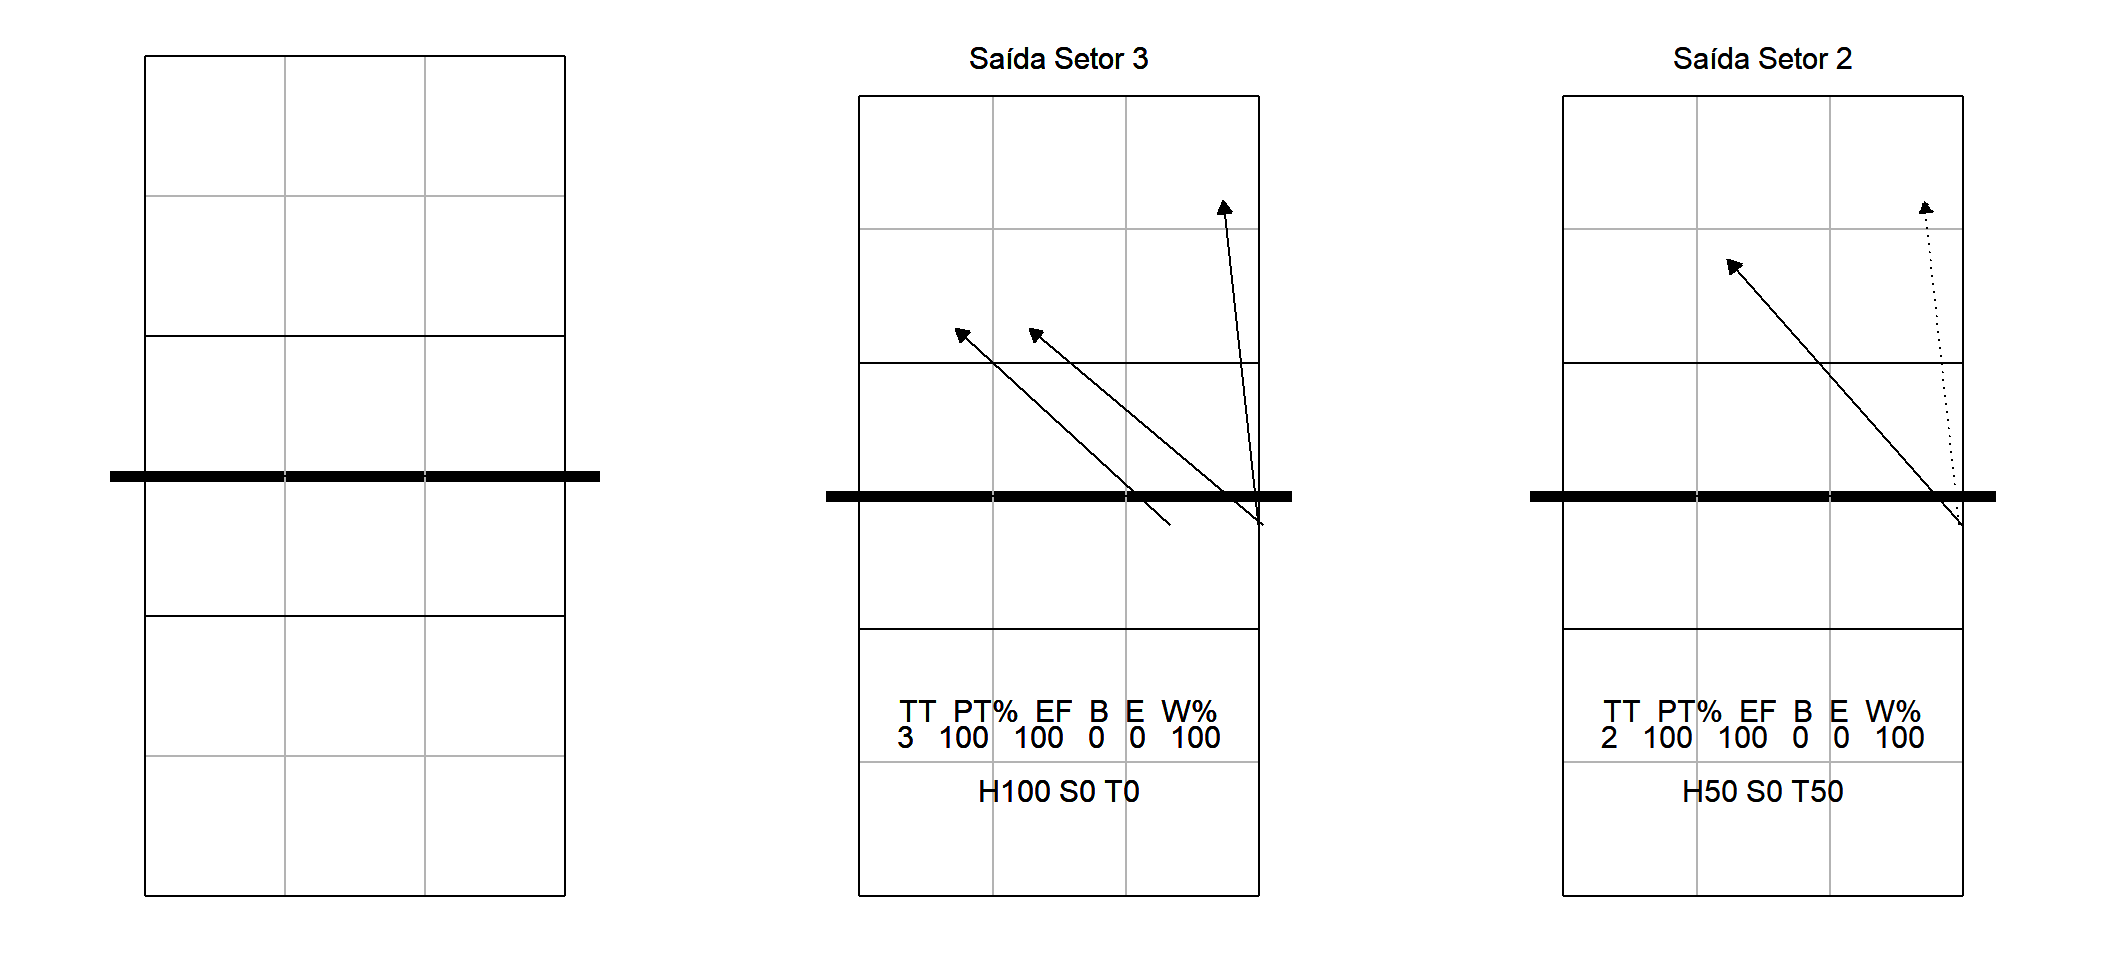 Saída Setor 3
TT PT% EF B E W%
3 100 100 0 0 100
H100 S0 T0
Saída Setor 2
TT PT% EF B E W%
2 100 100 0 0 100
H50 S0 T50